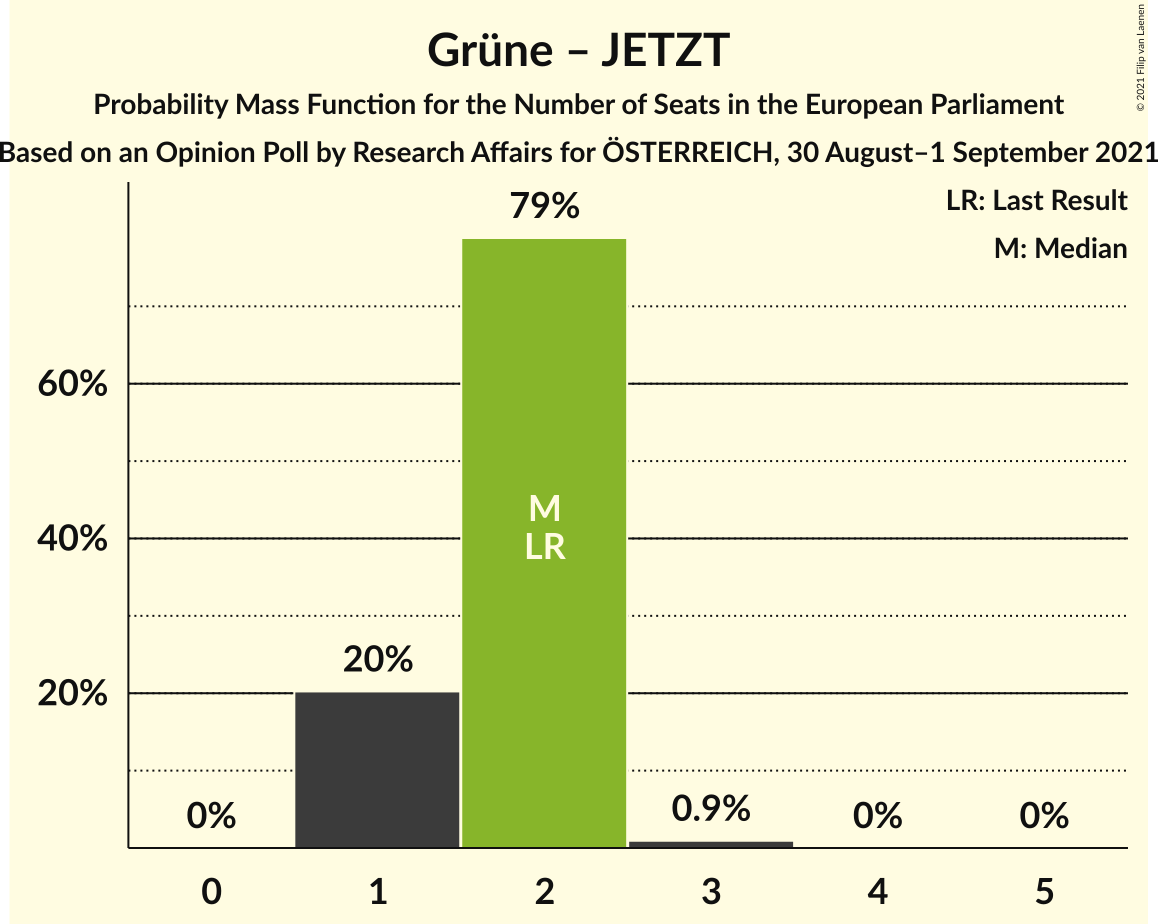 Grüne – JETZT
Probability Mass Function for the Number of Seats in the European Parliament
Based on an Opinion Poll by Research Affairs for ÖSTERREICH, 30 August–1 September 2021
© 2021 Filip van Laenen
LR: Last Result
M: Median
79%
60%
40%
20%
M
LR
0%
20%
0.9%
0%
0%
0
1
2
3
4
5